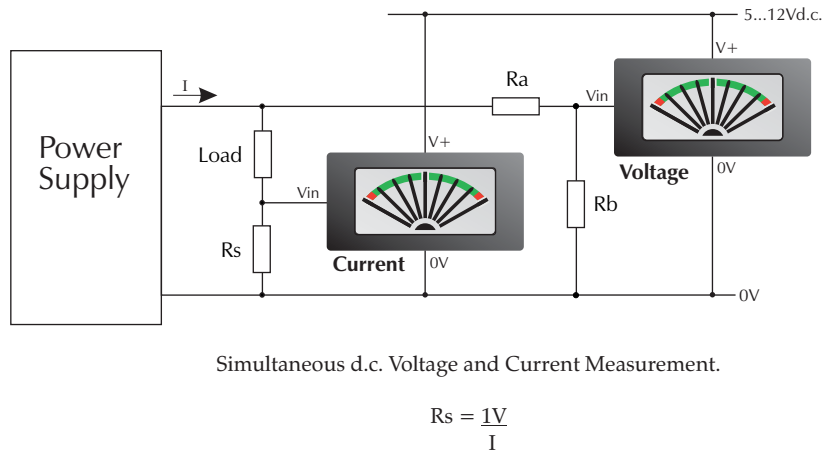 5...12Vd.c.
V+
I
Ra
Vin
Power
Supply
Load
V+
Voltage
0V
Vin
Rb
Rs
Current
0V
0V
Simultaneous d.c. Voltage and Current Measurement.
Rs = 1V
I